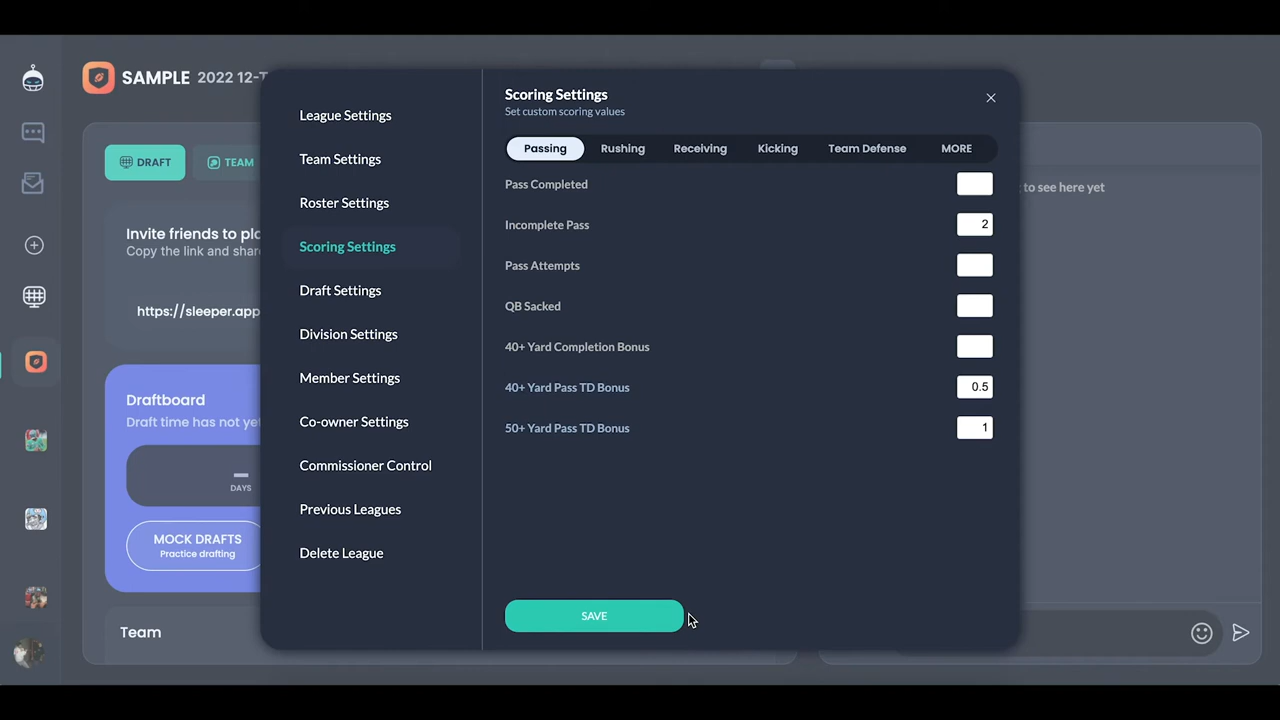 SAMPLE 2022 12-T
DRAFT
TEAM
Invite friends to pl
Copy the link and share
https://sleeper.app
Draftboard
Draft time has not yet
DAYS
MOCK DRAFTS
Practice drafting
Team
League Settings
Team Settings
Roster Settings
Scoring Settings
Draft Settings
Division Settings
Member Settings
Co-owner Settings
Commissioner Control
Previous Leagues
Delete League
Scoring Settings
Set custom scoring values
Passing Rushing Receiving Kicking Team Defense MORE
Pass Completed
Incomplete Pass 2
Pass Attempts
QB Sacked
40+ Yard Completion Bonus
40+ Yard Pass TD Bonus 0.5
50+ Yard Pass TD Bonus 1
SAVE
to see here yet